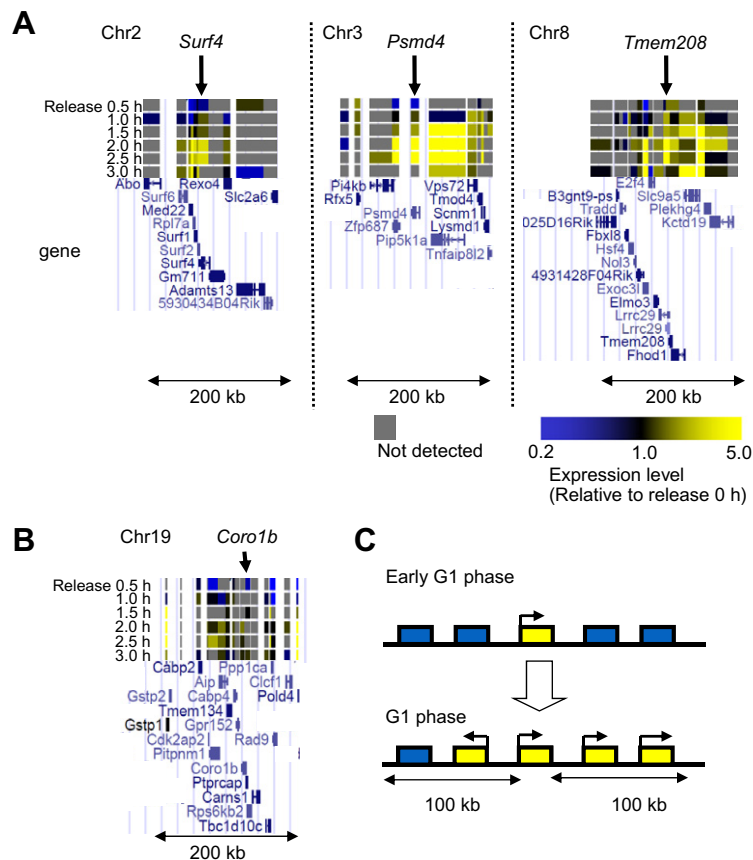 A
Chr2
Surf4
Chr3
Psmd4
Chr8
Tmem208
Release 0.5 h
1.0 h
1.5 h
2.0 h
2.5 h
3.0 h
gene
Abo
Rexo4
Surf6
Slc2a6
Med22
Rpl7a
Surf1
Surf2
Surf4
Gm711
Adamts13
5930434B04Rik
Pi4kb
Vps72
Rfx5
Tmod4
Psmd4
Scnm1
Zfp687
Lysmd1
Pip5k1a
Tnfaip8l2
E2f4
B3gnt9-ps
Slc9a5
Tradd
Plekhg4
025D16Rik
Kctd19
Fbxl8
Hsf4
Nol3
4931428F04Rik
Exoc3l
Elmo3
Lrrc29
Lrrc29
Tmem208
Fhod1
200 kb
200 kb
200 kb
Not detected
0.2
1.0
5.0
Expression level
(Relative to release 0 h)
B
Chr19
Coro1b
Release 0.5 h
1.0 h
1.5 h
2.0 h
2.5 h
3.0 h
Cabp2
Ppp1ca
Aip
Clcf1
Gstp2
Cabp4
Pold4
Tmem134
Gstp1
Gpr152
Cdk2ap2
Rad9
Pitpnm1
Coro1b
Ptprcap
Carns1
Rps6kb2
Tbc1d10c
200 kb
C
Early G1 phase
G1 phase
100 kb
100 kb